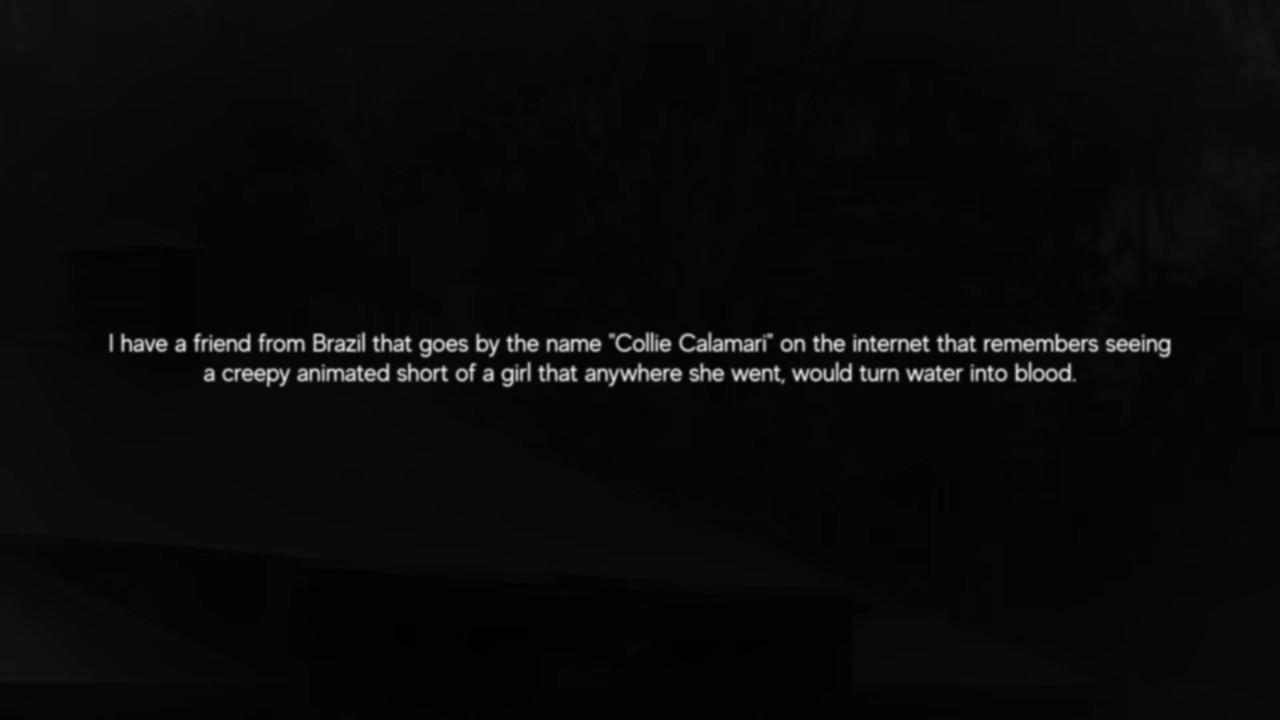 I have a friend from Brazil that goes by the name "Collie Calamari" on the internet that remembers seeing
a creepy animated short of a girl that anywhere she went, would turn water into blood.